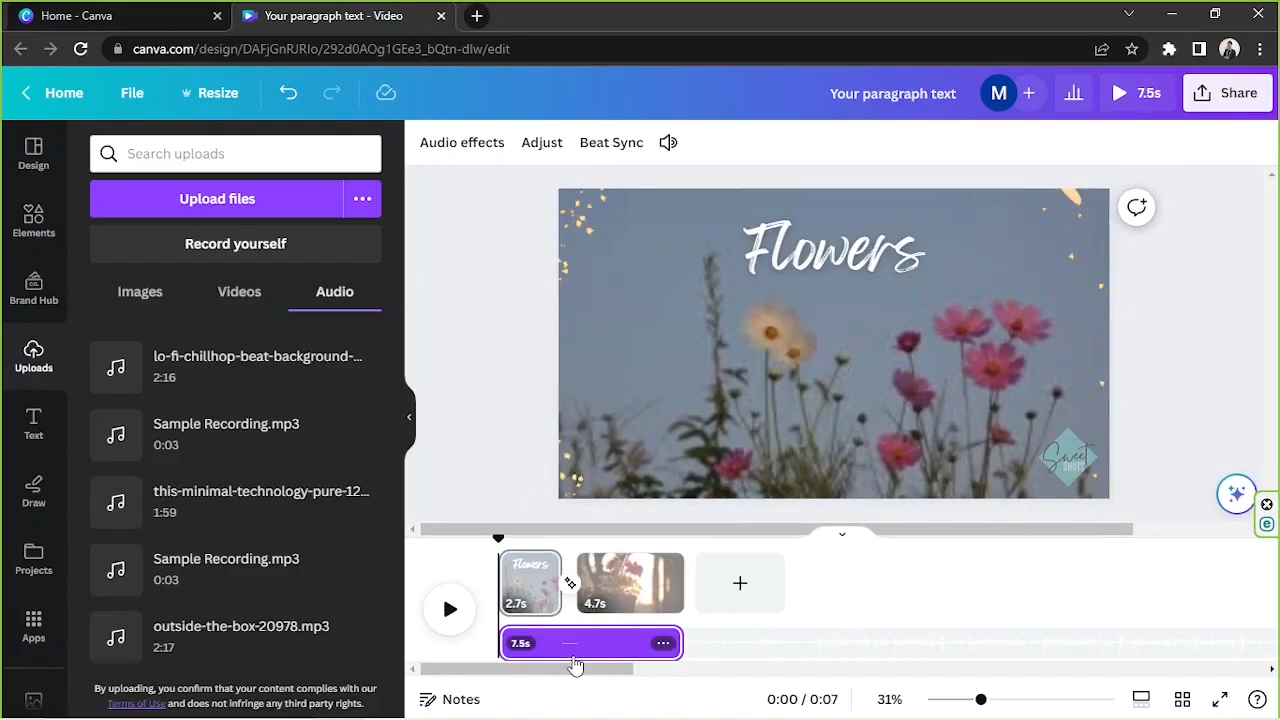 Home - Canva
Your paragraph text - Video
canva.com/design/DAFjGnRJRIo/292d0AOg1GEe3_bQtn-dIw/edit
Home
File
Resize
Your paragraph text
M
7.5s
Share
Design
Elements
Brand Hub
Uploads
Text
Draw
Projects
Apps
Search uploads
Upload files
Record yourself
Images
Videos
Audio
lo-fi-chillhop-beat-background-...
2:16
Sample Recording.mp3
0:03
this-minimal-technology-pure-12...
1:59
Sample Recording.mp3
0:03
outside-the-box-20978.mp3
2:17
By uploading, you confirm that your content complies with our
Terms of Use and does not infringe any third party rights.
Audio effects
Adjust
Beat Sync
Flowers
Sweet
SHOTS
Flowers
2.7s
4.7s
7.5s
Notes
0:00 / 0:07
31%